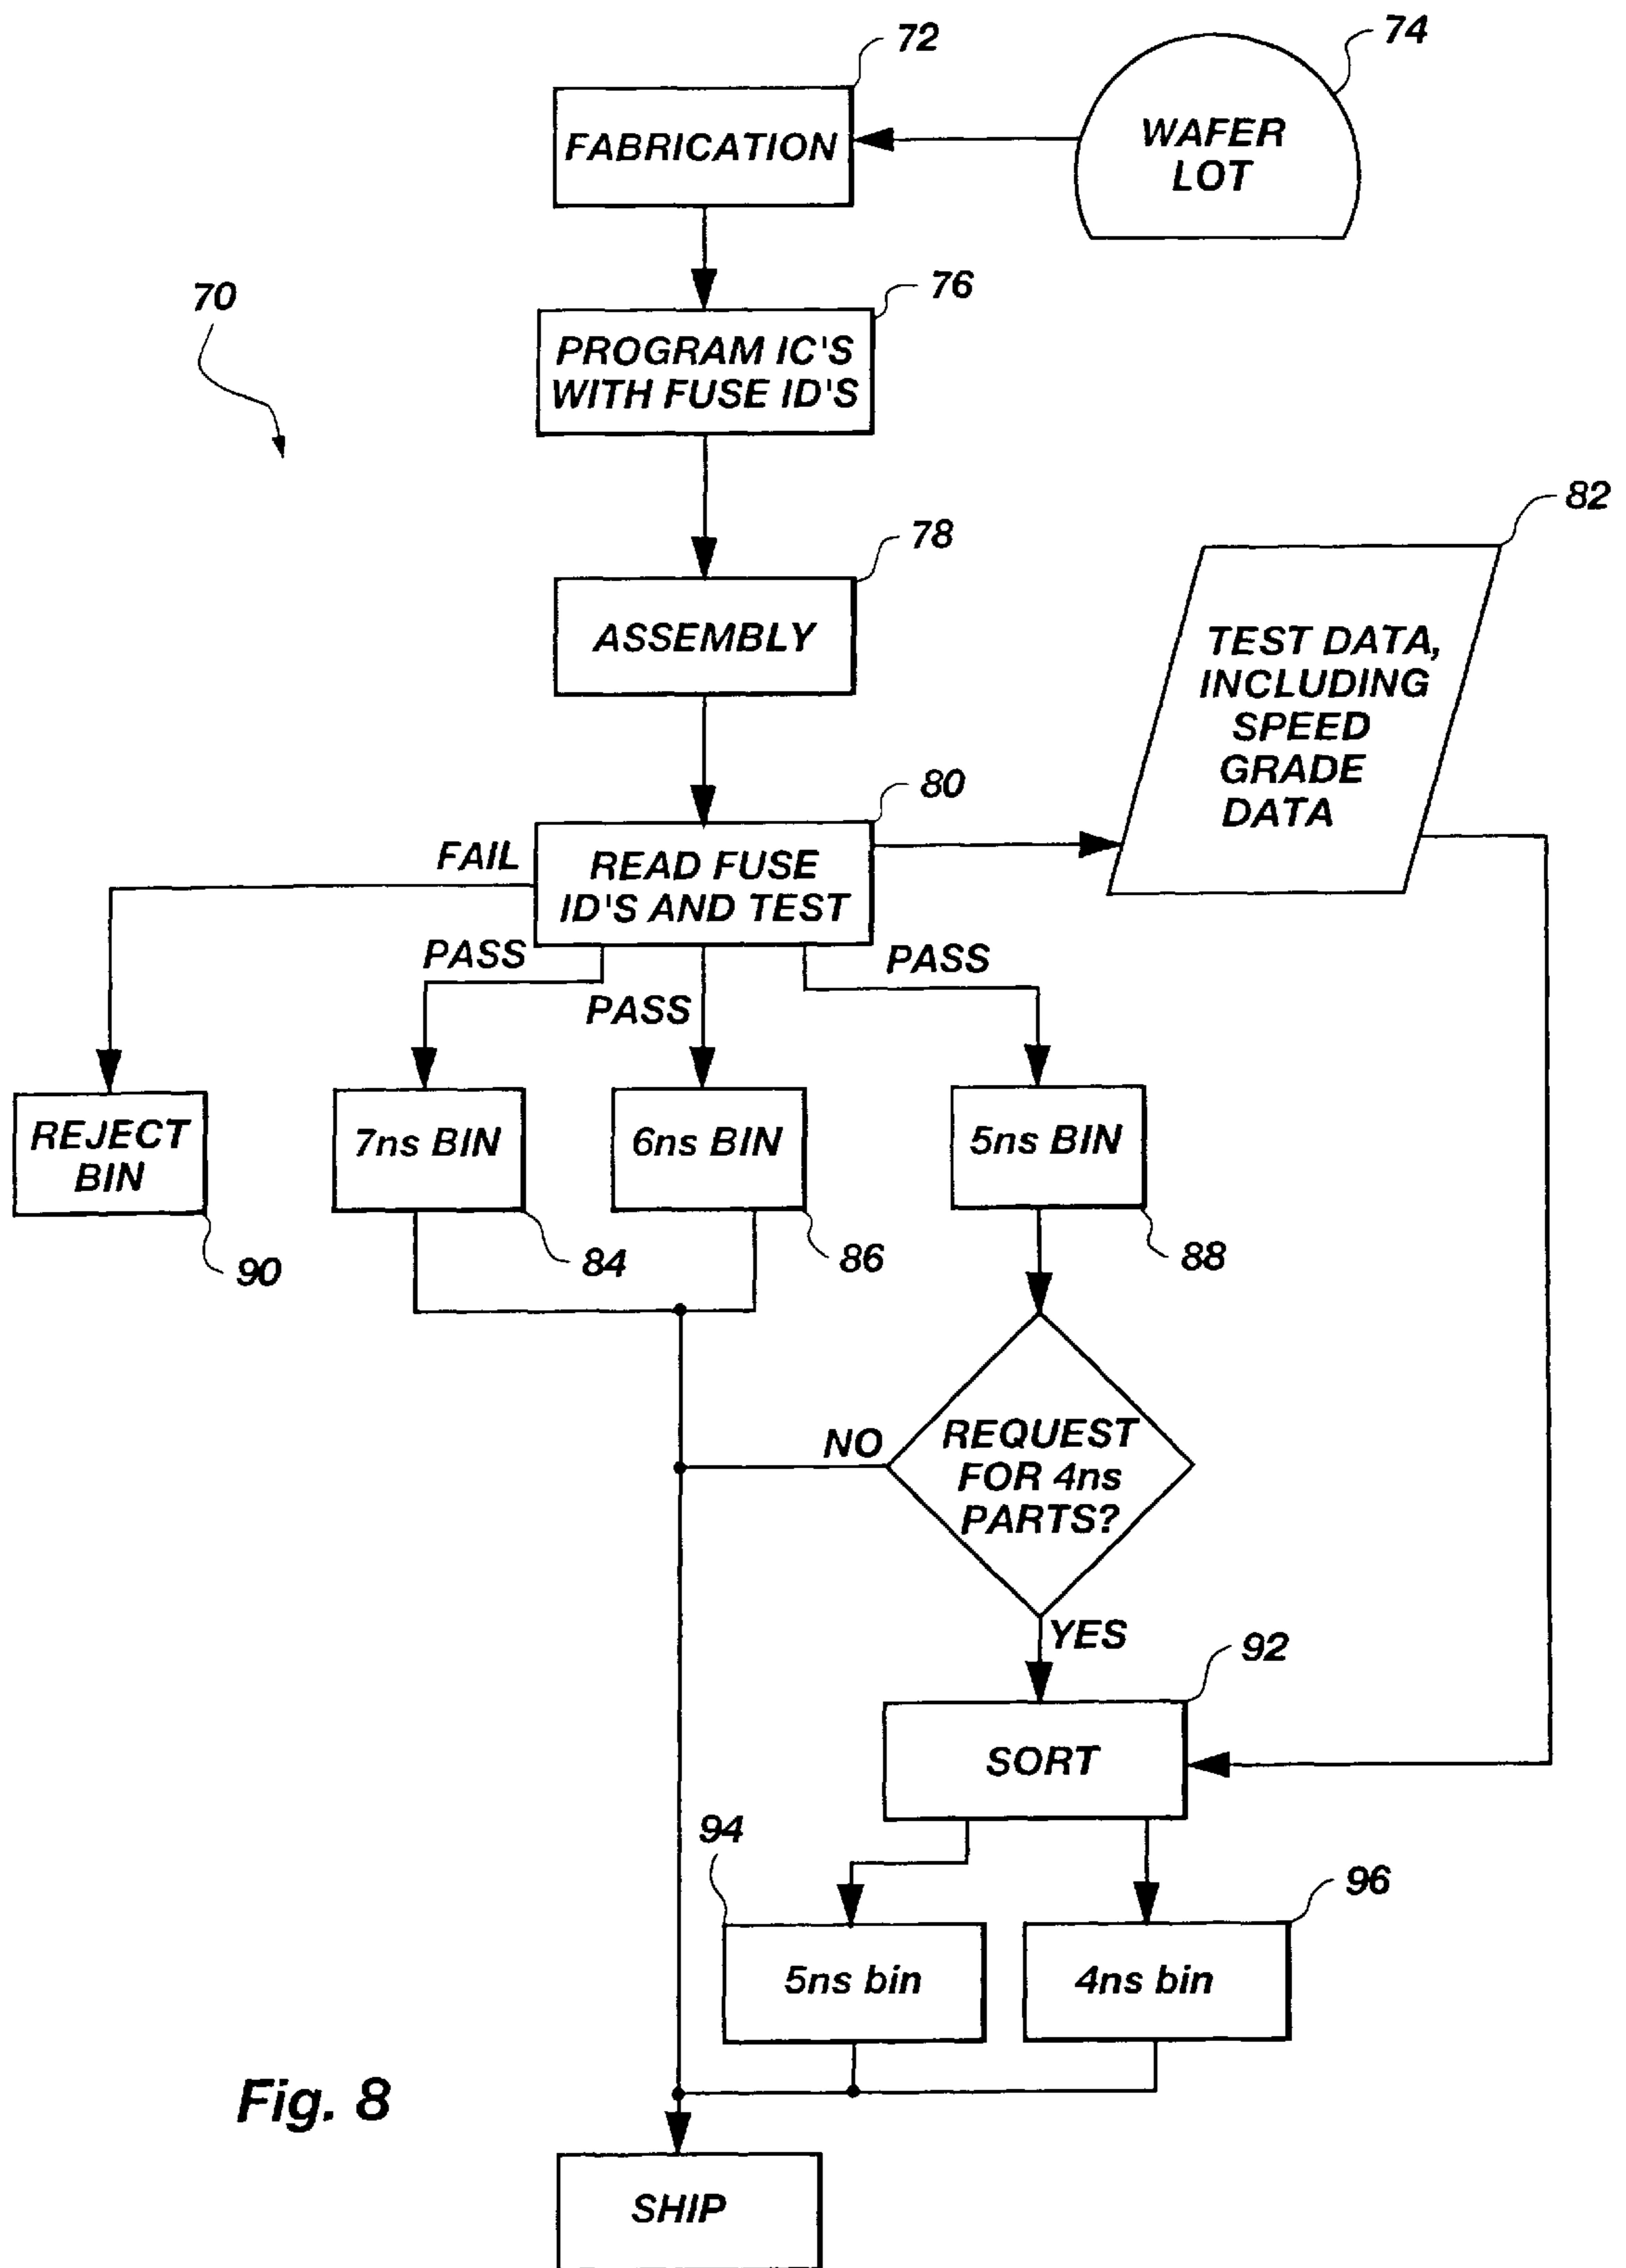 72
74
FABRICATION
WAFER
LOT
70
76
PROGRAM IC'S
WITH FUSE ID'S
78
82
ASSEMBLY
TEST DATA,
INCLUDING
SPEED
GRADE
DATA
80
FAIL
READ FUSE
ID'S AND TEST
PASS
PASS
PASS
REJECT
BIN
7ns BIN
6ns BIN
5ns BIN
90
84
86
88
NO
REQUEST
FOR 4ns
PARTS?
YES
92
SORT
94
96
5ns bin
4ns bin
Fig. 8
SHIP